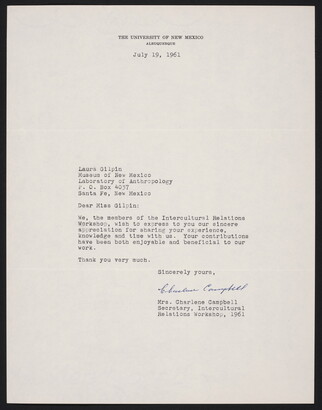 THE UNIVERSITY OF NEW MEXICO
ALBUQUERQUE
July 19, 1961
Laura Gilpin
Museum of New Mexico
Laboratory of Anthropology
P. O. Box 4037
Santa Fe, New Mexico
Dear Miss Gilpin:
We, the members of the Intercultural Relations
Workshop, wish to express to you our sincere
appreciation for sharing your experience,
knowledge and time with us. Your contributions
have been both enjoyable and beneficial to our
work.
Thank you very much.
Sincerely yours,
Charlene Campbell
Mrs. Charlene Campbell
Secretary, Intercultural
Relations Workshop, 1961